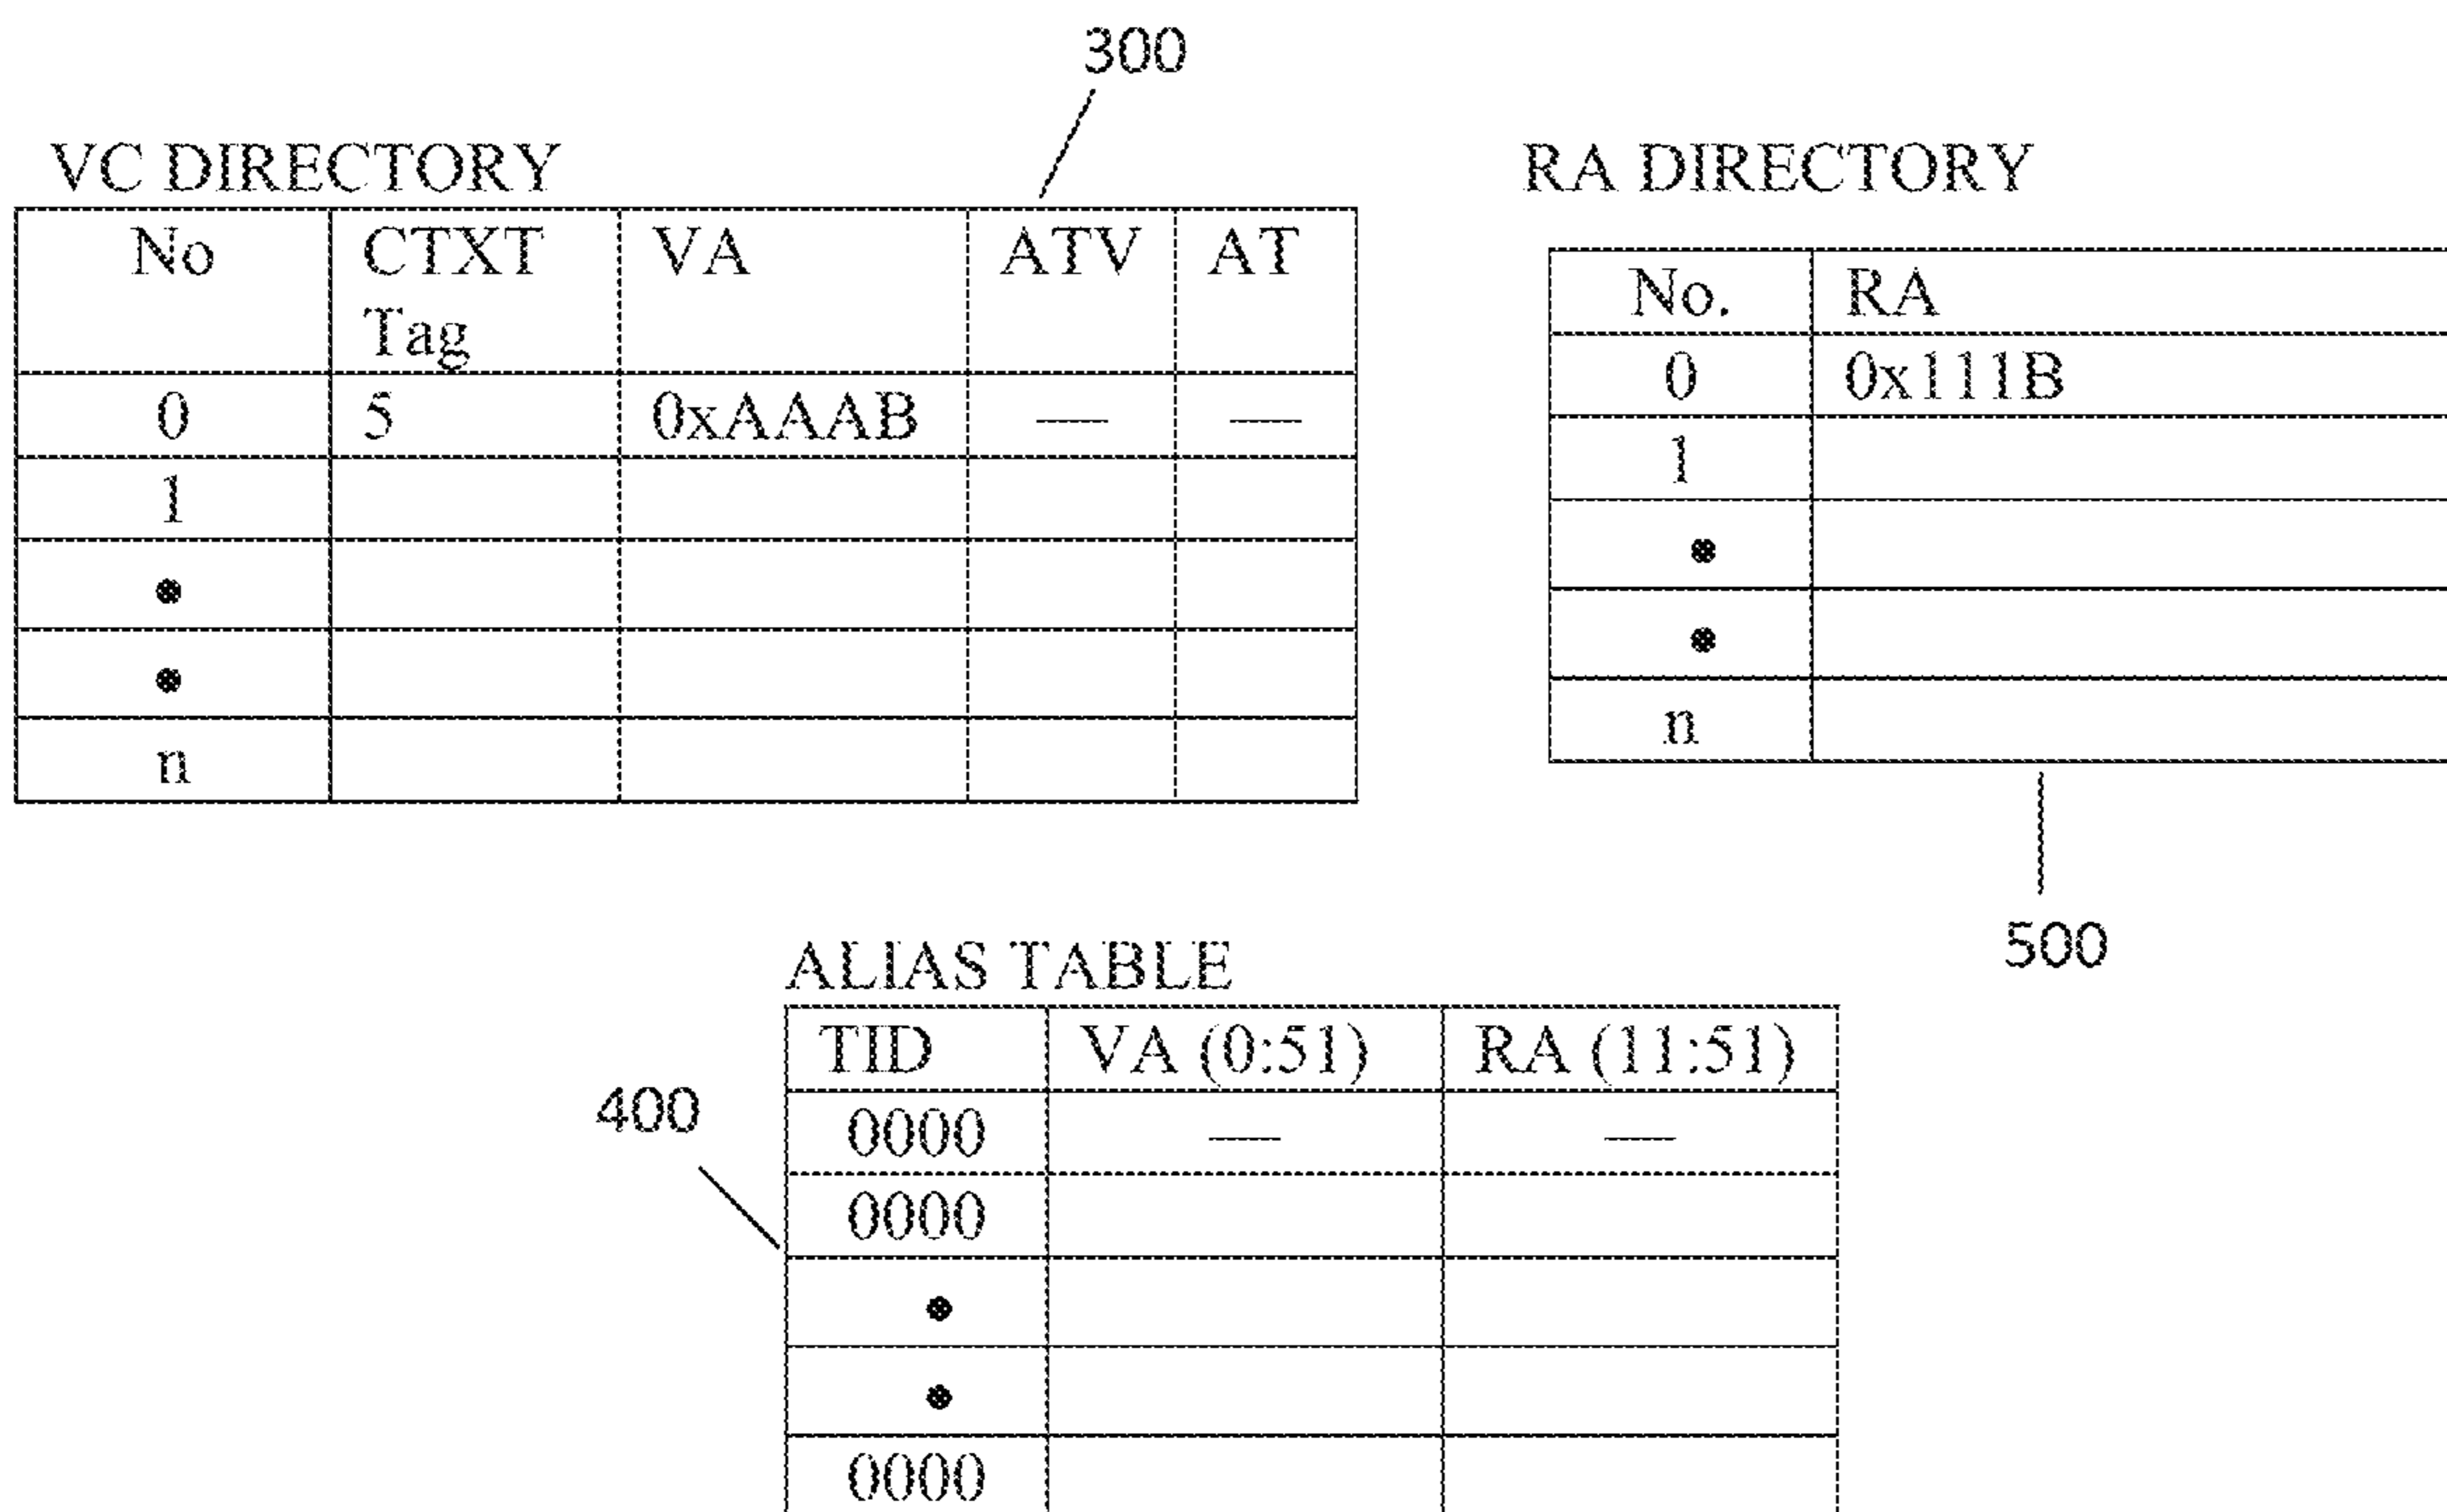 300
VC DIRECTORY
No CTXT Tag VA ATV AT
0 5 0xAAAB — —
1
•
•
n
RA DIRECTORY
No. RA
0 0x111B
1
•
•
n
500
ALIAS TABLE
400
TID VA (0:51) RA (11:51)
0000 — —
0000
•
•
0000